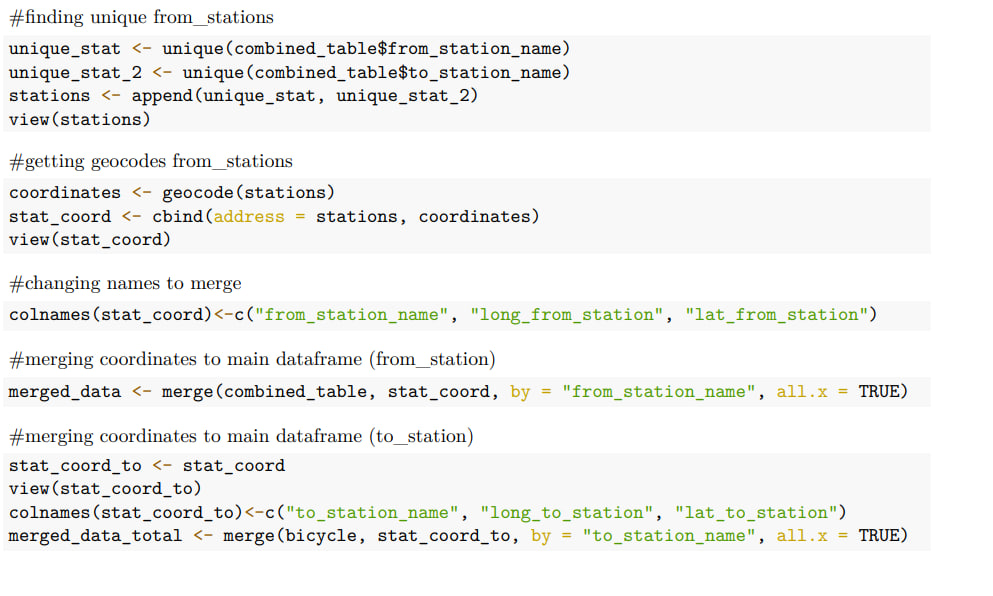 #finding unique from_stations
unique_stat <- unique(combined_table$from_station_name)
unique_stat_2 <- unique(combined_table$to_station_name)
stations <- append(unique_stat, unique_stat_2)
view(stations)
#getting geocodes from_stations
coordinates <- geocode(stations)
stat_coord <- cbind(address = stations, coordinates)
view(stat_coord)
#changing names to merge
colnames(stat_coord)<-c("from_station_name", "long_from_station", "lat_from_station")
#merging coordinates to main dataframe (from_station)
merged_data <- merge(combined_table, stat_coord, by = "from_station_name", all.x = TRUE)
#merging coordinates to main dataframe (to_station)
stat_coord_to <- stat_coord
view(stat_coord_to)
colnames(stat_coord_to)<-c("to_station_name", "long_to_station", "lat_to_station")
merged_data_total <- merge(bicycle, stat_coord_to, by = "to_station_name", all.x = TRUE)